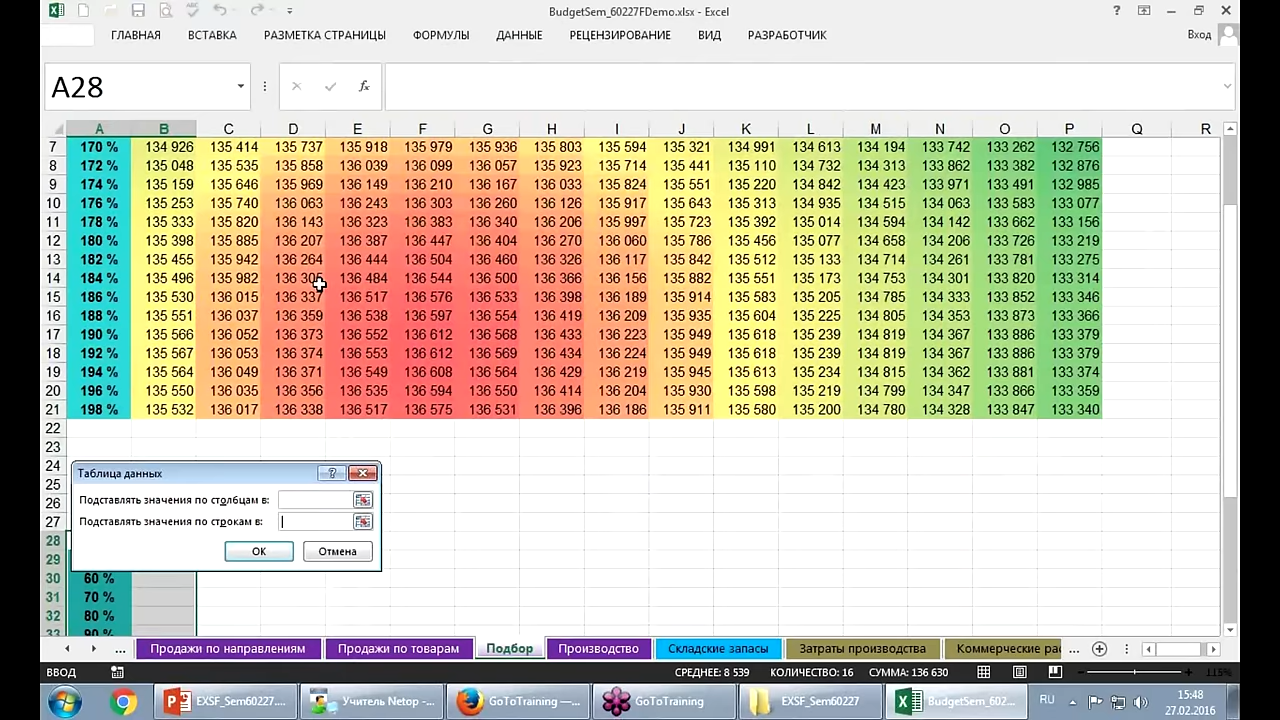 BudgetSem_60227FDemo.xlsx - Excel
ГЛАВНАЯ ВСТАВКА РАЗМЕТКА СТРАНИЦЫ ФОРМУЛЫ ДАННЫЕ РЕЦЕНЗИРОВАНИЕ ВИД РАЗРАБОТЧИК Вход
A28 fx
A B C D E F G H I J K L M N O P Q R
7 170 % 134 926 135 414 135 737 135 918 135 979 135 936 135 803 135 594 135 321 134 991 134 613 134 194 133 742 133 262 132 756
8 172 % 135 048 135 535 135 858 136 039 136 099 136 057 135 923 135 714 135 441 135 110 134 732 134 313 133 862 133 382 132 876
9 174 % 135 159 135 646 135 969 136 149 136 210 136 167 136 033 135 824 135 551 135 220 134 842 134 423 133 971 133 491 132 985
10 176 % 135 253 135 740 136 063 136 243 136 303 136 260 136 126 135 917 135 643 135 313 134 935 134 515 134 063 133 583 133 077
11 178 % 135 333 135 820 136 143 136 323 136 383 136 340 136 206 135 997 135 723 135 392 135 014 134 594 134 142 133 662 133 156
12 180 % 135 398 135 885 136 207 136 387 136 447 136 404 136 270 136 060 135 786 135 456 135 077 134 658 134 206 133 726 133 219
13 182 % 135 455 135 942 136 264 136 444 136 504 136 460 136 326 136 117 135 842 135 512 135 133 134 714 134 261 133 781 133 275
14 184 % 135 496 135 982 136 305 136 484 136 544 136 500 136 366 136 156 135 882 135 551 135 173 134 753 134 301 133 820 133 314
15 186 % 135 530 136 015 136 337 136 517 136 576 136 533 136 398 136 189 135 914 135 583 135 205 134 785 134 333 133 852 133 346
16 188 % 135 551 136 037 136 359 136 538 136 597 136 554 136 419 136 209 135 935 135 604 135 225 134 805 134 353 133 873 133 366
17 190 % 135 566 136 052 136 373 136 552 136 612 136 568 136 433 136 223 135 949 135 618 135 239 134 819 134 367 133 886 133 379
18 192 % 135 567 136 053 136 374 136 553 136 612 136 569 136 434 136 224 135 949 135 618 135 239 134 819 134 367 133 886 133 379
19 194 % 135 564 136 049 136 371 136 549 136 608 136 564 136 429 136 219 135 945 135 613 135 234 134 815 134 362 133 881 133 374
20 196 % 135 550 136 035 136 356 136 535 136 594 136 550 136 414 136 204 135 930 135 598 135 219 134 799 134 347 133 866 133 359
21 198 % 135 532 136 017 136 338 136 517 136 575 136 531 136 396 136 186 135 911 135 580 135 200 134 780 134 328 133 847 133 340
22
23
24
25
26
27
28
29
Таблица данных
Подставлять значения по столбцам в:
Подставлять значения по строкам в:
ОК Отмена
30 60 %
31 70 %
32 80 %
33 90 %
... Продажи по направлениям Продажи по товарам Подбор Производство Складские запасы Затраты производства Коммерческие рас ...
ВВОД СРЕДНЕЕ: 8 539 КОЛИЧЕСТВО: 16 СУММА: 136 630 115%
EXSF_Sem60227.... Учитель Netop -... GoToTraining —... GoToTraining EXSF_Sem60227 BudgetSem_602... RU 15:48
27.02.2016